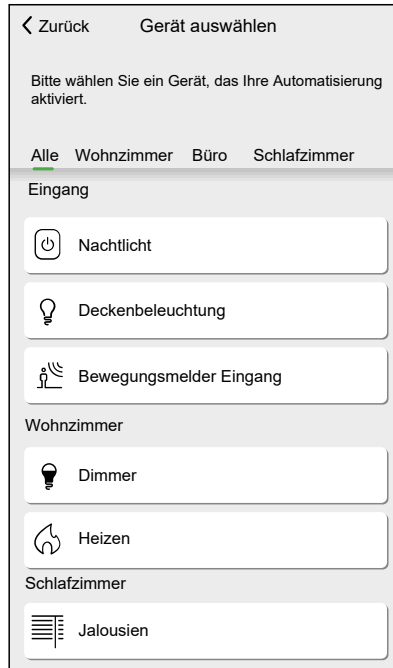 Zurück Gerät auswählen
Bitte wählen Sie ein Gerät, das Ihre Automatisierung
aktiviert.
Alle Wohnzimmer Büro Schlafzimmer
Eingang
Nachtlicht
Deckenbeleuchtung
Bewegungsmelder Eingang
Wohnzimmer
Dimmer
Heizen
Schlafzimmer
Jalousien